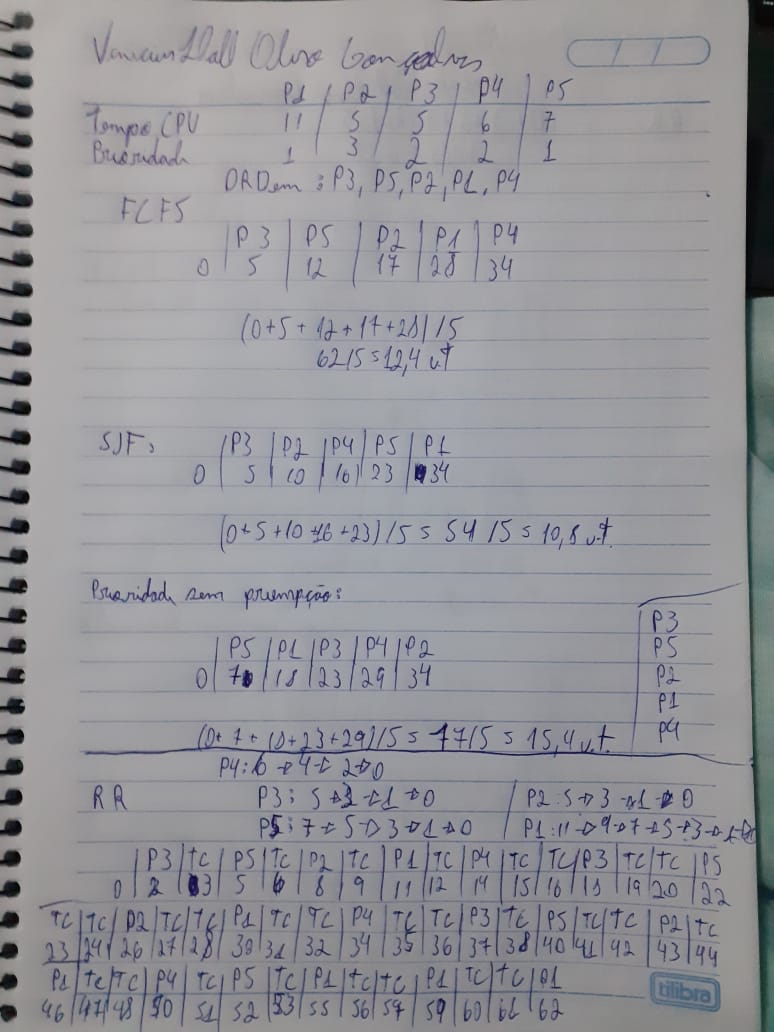 P1 | P2 | P3 | P4 | P5
Tempo CPU 11 | 5 | 5 | 6 | 7
Prioridade 1 | 3 | 2 | 2 | 1
ORDem : P3, P5, P2, P1, P4
FCFS
| P3 | P5 | P2 | P1 | P4
0 | 5 | 12 | 17 | 28 | 34
(0+5+12+17+28)/5
62/5 = 12,4 u.t
SJF: | P3 | P2 | P4 | P5 | P1
0 | 5 | 10 | 16 | 23 | 34
(0+5+10+16+23)/5 = 54/5 = 10,8 u.t.
Prioridade sem preempção:
P3
P5
P2
P1
P4
| P5 | P1 | P3 | P4 | P2
0 | 7 | 18 | 23 | 29 | 34
(0+7+18+23+29)/5 = 77/5 = 15,4 u.t.
P4: 6 → 4 → 2 → 0
RR P3: 5 → 3 → 1 → 0 | P2: 5 → 3 → 1 → 0
P5: 7 → 5 → 3 → 1 → 0 | P1: 11 → 9 → 7 → 5 → 3 → 1 → 0
| P3 | TC | P5 | TC | P2 | TC | P1 | TC | P4 | TC | TC | P3 | TC | TC | P5
0 | 2 | 3 | 5 | 6 | 8 | 9 | 11 | 12 | 14 | 15 | 16 | 18 | 19 | 20 | 22
TC | TC | P2 | TC | TC | P1 | TC | TC | P4 | TC | TC | P3 | TC | P5 | TC | TC | P2 | TC
23 | 24 | 26 | 27 | 28 | 30 | 31 | 32 | 34 | 35 | 36 | 37 | 38 | 40 | 41 | 42 | 43 | 44
P1 | TC | TC | P4 | TC | P5 | TC | P1 | TC | TC | P1 | TC | TC | P1
46 | 47 | 48 | 50 | 51 | 52 | 53 | 55 | 56 | 57 | 59 | 60 | 61 | 62
tilibra